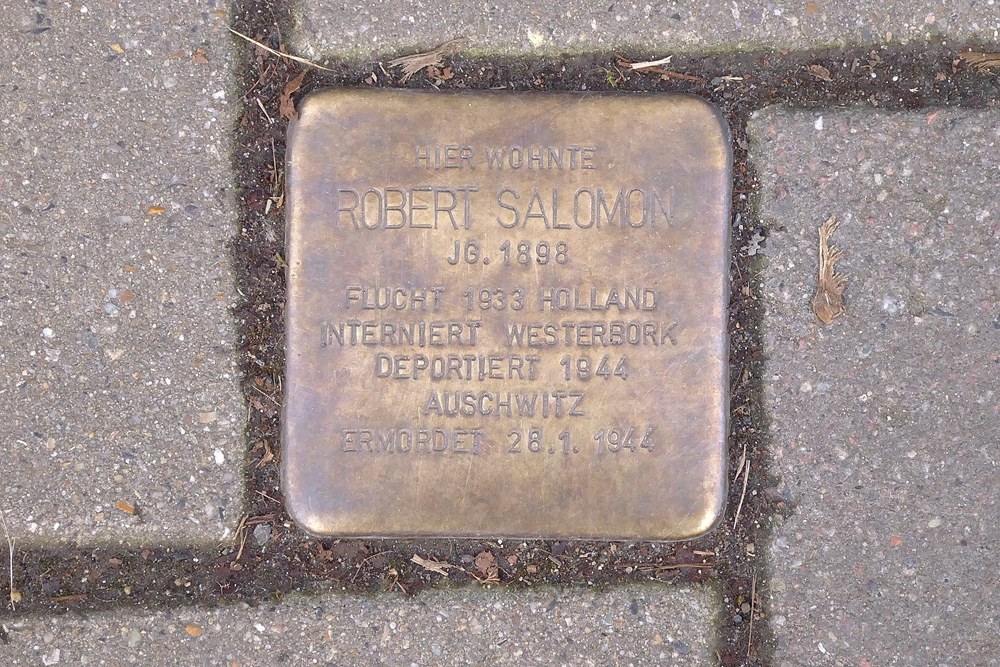 HIER WOHNTE
ROBERT SALOMON
JG. 1898
FLUCHT 1933 HOLLAND
INTERNIERT WESTERBORK
DEPORTIERT 1944
AUSCHWITZ
ERMORDET 28.1.1944